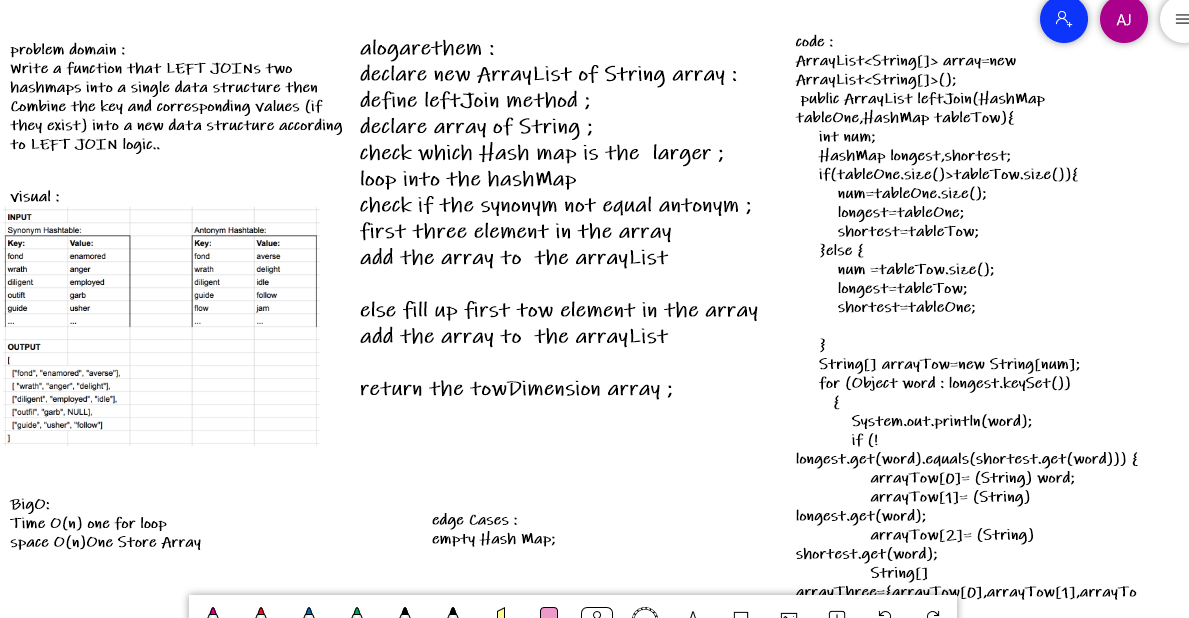 AJ
problem domain :
Write a function that LEFT JOINs two
hashmaps into a single data structure then
Combine the key and corresponding values (if
they exist) into a new data structure according
to LEFT JOIN logic..
Visual :
INPUT
Synonym Hashtable: Antonym Hashtable:
Key: Value: Key: Value:
fond enamored fond averse
wrath anger wrath delight
diligent employed diligent idle
outift garb guide follow
guide usher flow jam
... ... ... ...
OUTPUT
[
["fond", "enamored", "averse"],
[ "wrath", "anger", "delight"],
["diligent", "employed", "idle"],
["outfil", "garb", NULL],
["guide", "usher", "follow"]
]
BigO:
Time O(n) one for loop
space O(n)One Store Array
alogarethem :
declare new ArrayList of String array :
define leftJoin method ;
declare array of String ;
check which Hash map is the larger ;
loop into the hashMap
check if the synonym not equal antonym ;
first three element in the array
add the array to the arrayList
else fill up first tow element in the array
add the array to the arrayList
return the towDimension array ;
edge Cases :
empty Hash Map;
code :
ArrayList<String[]> array=new
ArrayList<String[]>();
public ArrayList leftJoin(HashMap
tableOne,HashMap tableTow){
int num;
HashMap longest,shortest;
if(tableOne.size()>tableTow.size()){
num=tableOne.size();
longest=tableOne;
shortest=tableTow;
}else {
num =tableTow.size();
longest=tableTow;
shortest=tableOne;
}
String[] arrayTow=new String[num];
for (Object word : longest.keySet())
{
System.out.println(word);
if (!
longest.get(word).equals(shortest.get(word))) {
arrayTow[0]= (String) word;
arrayTow[1]= (String)
longest.get(word);
arrayTow[2]= (String)
shortest.get(word);
String[]
arrayThree={arrayTow[0],arrayTow[1],arrayTo